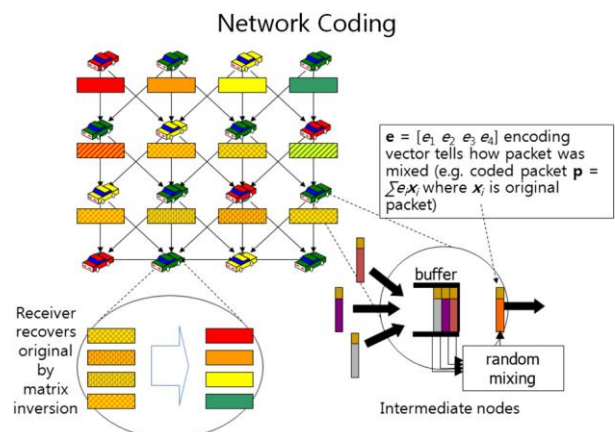 Network Coding
e = [e1 e2 e3 e4] encoding
vector tells how packet was
mixed (e.g. coded packet p =
∑eixi where xi is original
packet)
buffer
random
mixing
Intermediate nodes
Receiver
recovers
original
by
matrix
inversion